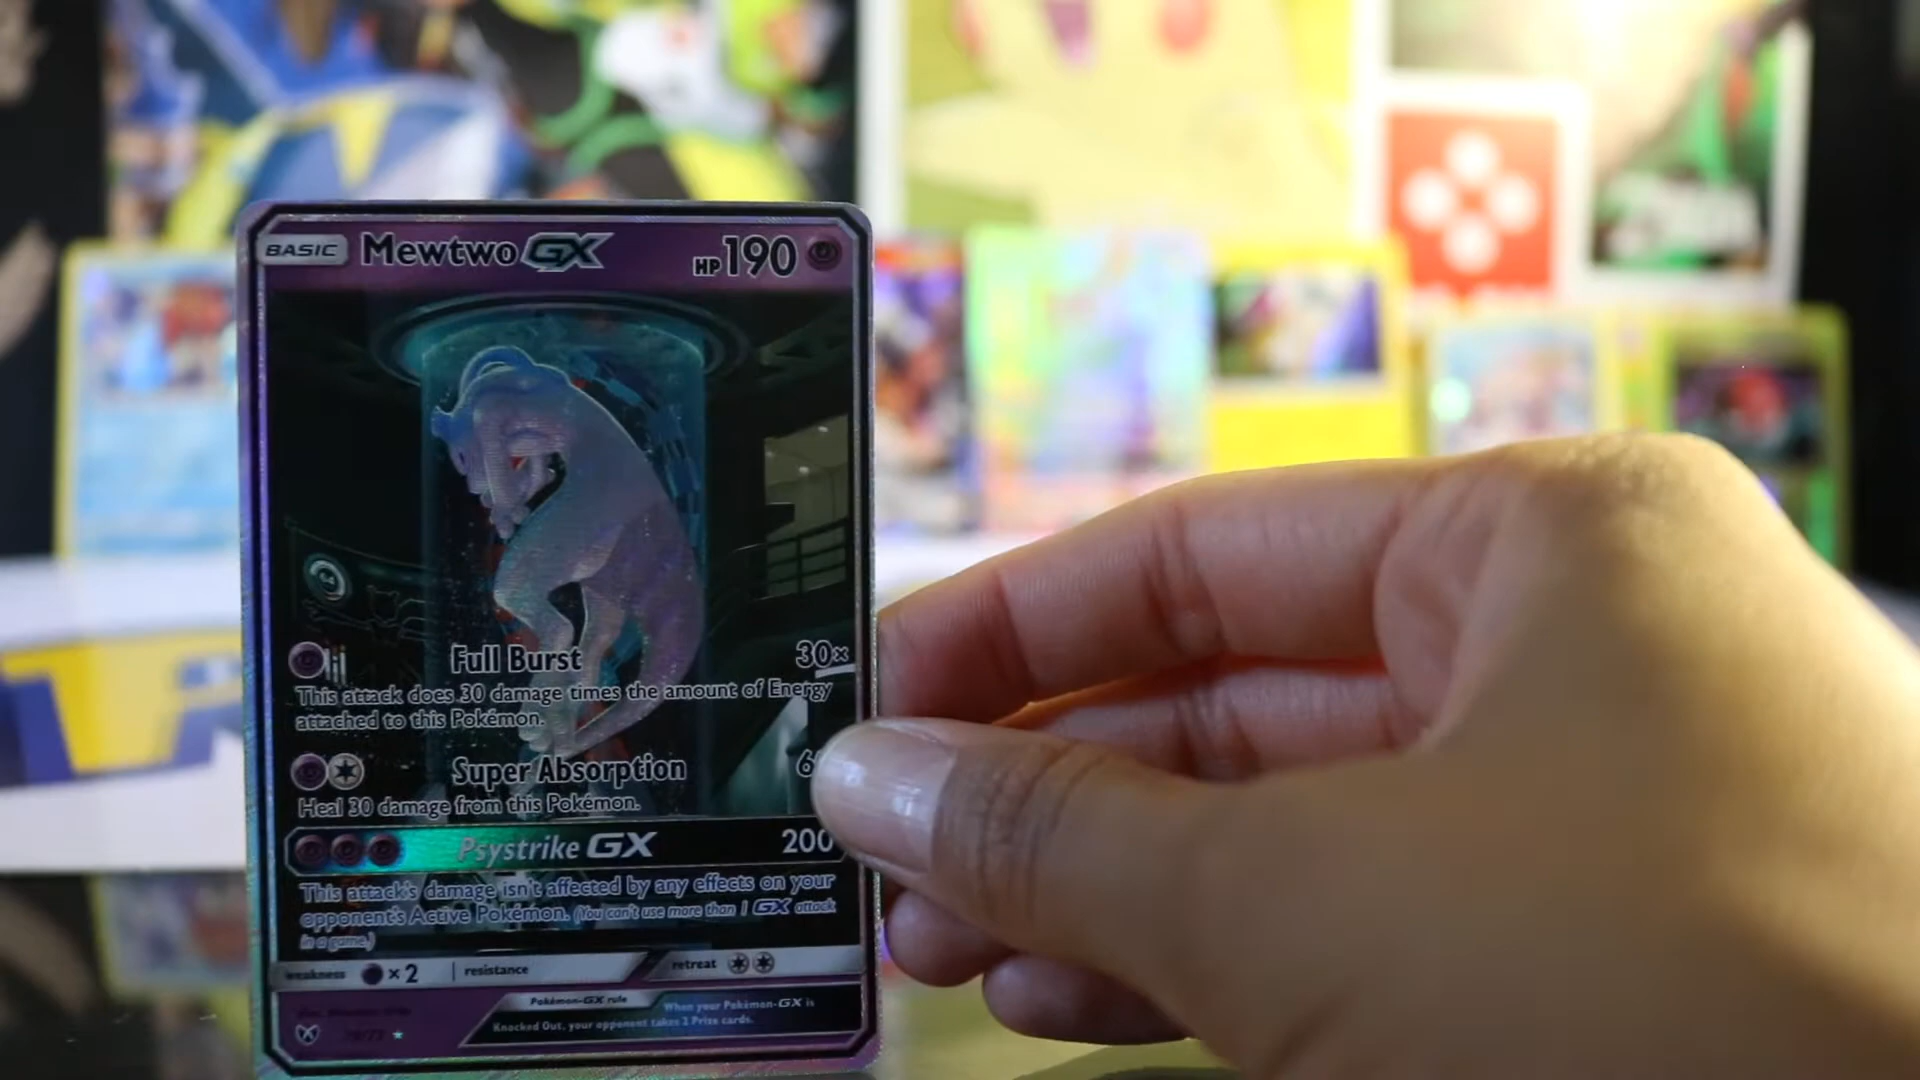 BASIC Mewtwo GX HP 190
Full Burst 30x
This attack does 30 damage times the amount of Energy
attached to this Pokémon.
Super Absorption
Heal 30 damage from this Pokémon.
Psystrike GX 200
This attack's damage isn't affected by any effects on your
opponent's Active Pokémon. (You can't use more than 1 GX attack
in a game.)
weakness ×2 resistance retreat
Pokémon-GX rule When your Pokémon-GX is
Knocked Out, your opponent takes 2 Prize cards.